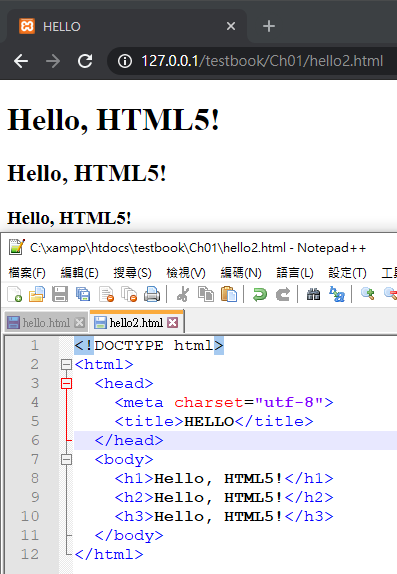 HELLO
127.0.0.1/testbook/Ch01/hello2.html
Hello, HTML5!
Hello, HTML5!
Hello, HTML5!
C:\xampp\htdocs\testbook\Ch01\hello2.html - Notepad++
檔案(F) 編輯(E) 搜尋(S) 檢視(V) 編碼(N) 語言(L) 設定(T) 工具
hello.html hello2.html
1 <!DOCTYPE html>
2 <html>
3 <head>
4 <meta charset="utf-8">
5 <title>HELLO</title>
6 </head>
7 <body>
8 <h1>Hello, HTML5!</h1>
9 <h2>Hello, HTML5!</h2>
10 <h3>Hello, HTML5!</h3>
11 </body>
12 </html>